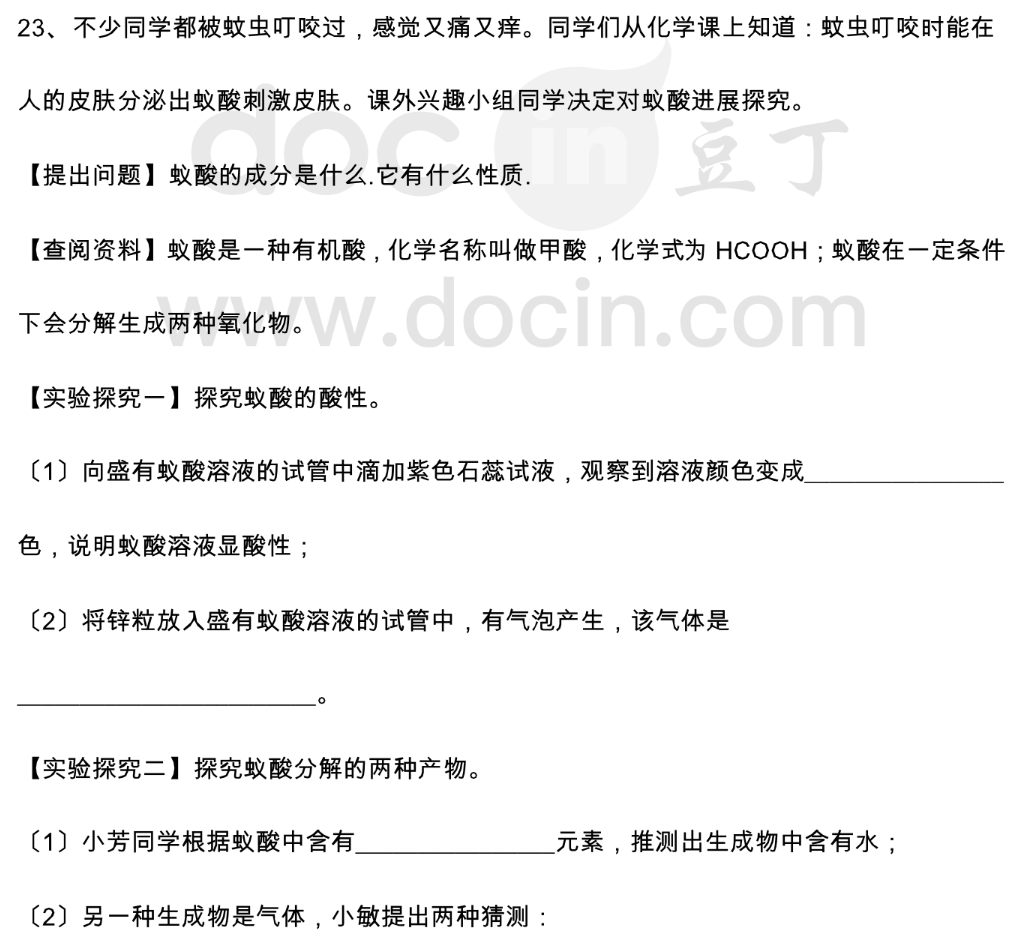 23、不少同学都被蚊虫叮咬过，感觉又痛又痒。同学们从化学课上知道：蚊虫叮咬时能在
人的皮肤分泌出蚁酸刺激皮肤。课外兴趣小组同学决定对蚁酸进展探究。
【提出问题】蚁酸的成分是什么.它有什么性质.
【查阅资料】蚁酸是一种有机酸，化学名称叫做甲酸，化学式为 HCOOH；蚁酸在一定条件
下会分解生成两种氧化物。
【实验探究一】探究蚁酸的酸性。
〔1〕向盛有蚁酸溶液的试管中滴加紫色石蕊试液，观察到溶液颜色变成________________
色，说明蚁酸溶液显酸性；
〔2〕将锌粒放入盛有蚁酸溶液的试管中，有气泡产生，该气体是
________________________。
【实验探究二】探究蚁酸分解的两种产物。
〔1〕小芳同学根据蚁酸中含有________________元素，推测出生成物中含有水；
〔2〕另一种生成物是气体，小敏提出两种猜测：
docin 豆丁
www.docin.com